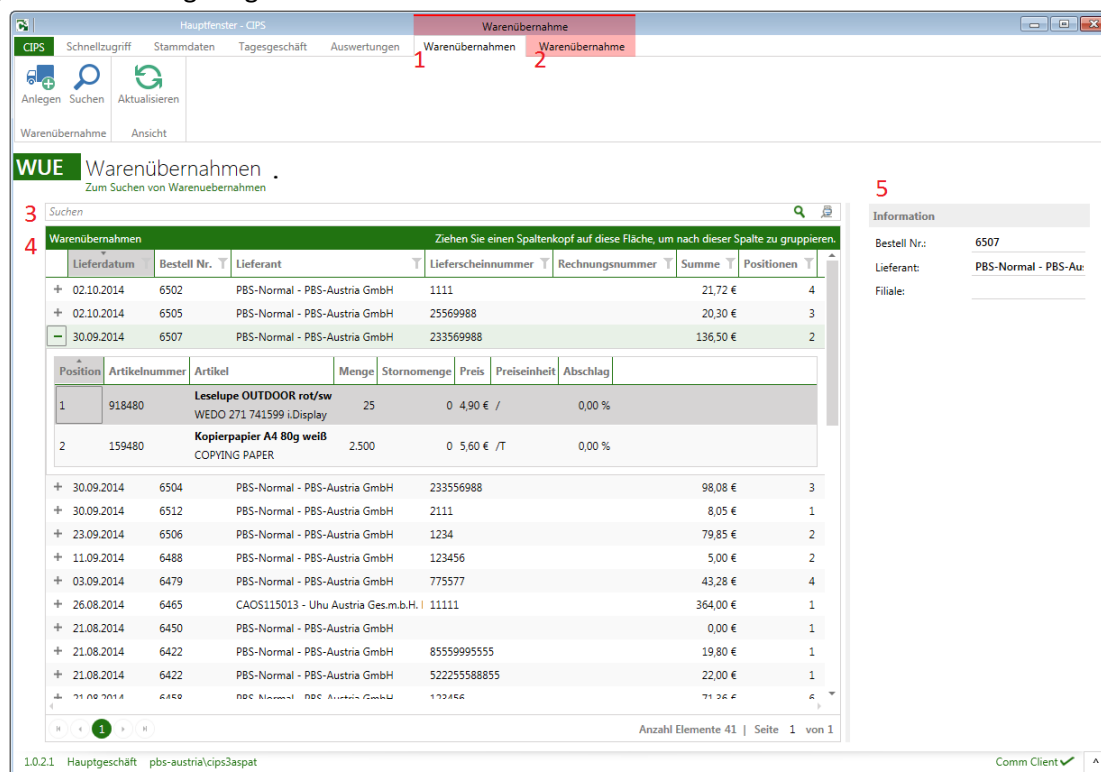 Hauptfenster - CIPS Warenübernahme
CIPS Schnellzugriff Stammdaten Tagesgeschäft Auswertungen Warenübernahmen Warenübernahme
1 2
Anlegen Suchen Aktualisieren
Warenübernahme Ansicht
WUE Warenübernahmen .
Zum Suchen von Warenuebernahmen
5
3 Suchen
Information
4 Warenübernahmen Ziehen Sie einen Spaltenkopf auf diese Fläche, um nach dieser Spalte zu gruppieren.
Bestell Nr.: 6507
Lieferant: PBS-Normal - PBS-Au
Filiale:
Lieferdatum Bestell Nr. Lieferant Lieferscheinnummer Rechnungsnummer Summe Positionen
+ 02.10.2014 6502 PBS-Normal - PBS-Austria GmbH 1111 21,72 € 4
+ 02.10.2014 6505 PBS-Normal - PBS-Austria GmbH 25569988 20,30 € 3
− 30.09.2014 6507 PBS-Normal - PBS-Austria GmbH 233569988 136,50 € 2
Position Artikelnummer Artikel Menge Stornomenge Preis Preiseinheit Abschlag
1 918480 Leselupe OUTDOOR rot/sw 25 0 4,90 € / 0,00 %
WEDO 271 741599 i.Display
2 159480 Kopierpapier A4 80g weiß 2.500 0 5,60 € /T 0,00 %
COPYING PAPER
+ 30.09.2014 6504 PBS-Normal - PBS-Austria GmbH 233556988 98,08 € 3
+ 30.09.2014 6512 PBS-Normal - PBS-Austria GmbH 2111 8,05 € 1
+ 23.09.2014 6506 PBS-Normal - PBS-Austria GmbH 1234 79,85 € 2
+ 11.09.2014 6488 PBS-Normal - PBS-Austria GmbH 123456 5,00 € 2
+ 03.09.2014 6479 PBS-Normal - PBS-Austria GmbH 775577 43,28 € 4
+ 26.08.2014 6465 CAOS115013 - Uhu Austria Ges.m.b.H. 11111 364,00 € 1
+ 21.08.2014 6450 PBS-Normal - PBS-Austria GmbH 0,00 € 1
+ 21.08.2014 6422 PBS-Normal - PBS-Austria GmbH 85559995555 19,80 € 1
+ 21.08.2014 6422 PBS-Normal - PBS-Austria GmbH 522255588855 22,00 € 1
+ 21.08.2014 6458 PBS-Normal - PBS-Austria GmbH 123456 71,36 € 6
1 Anzahl Elemente 41 | Seite 1 von 1
1.0.2.1 Hauptgeschäft pbs-austria\cips3aspat Comm Client